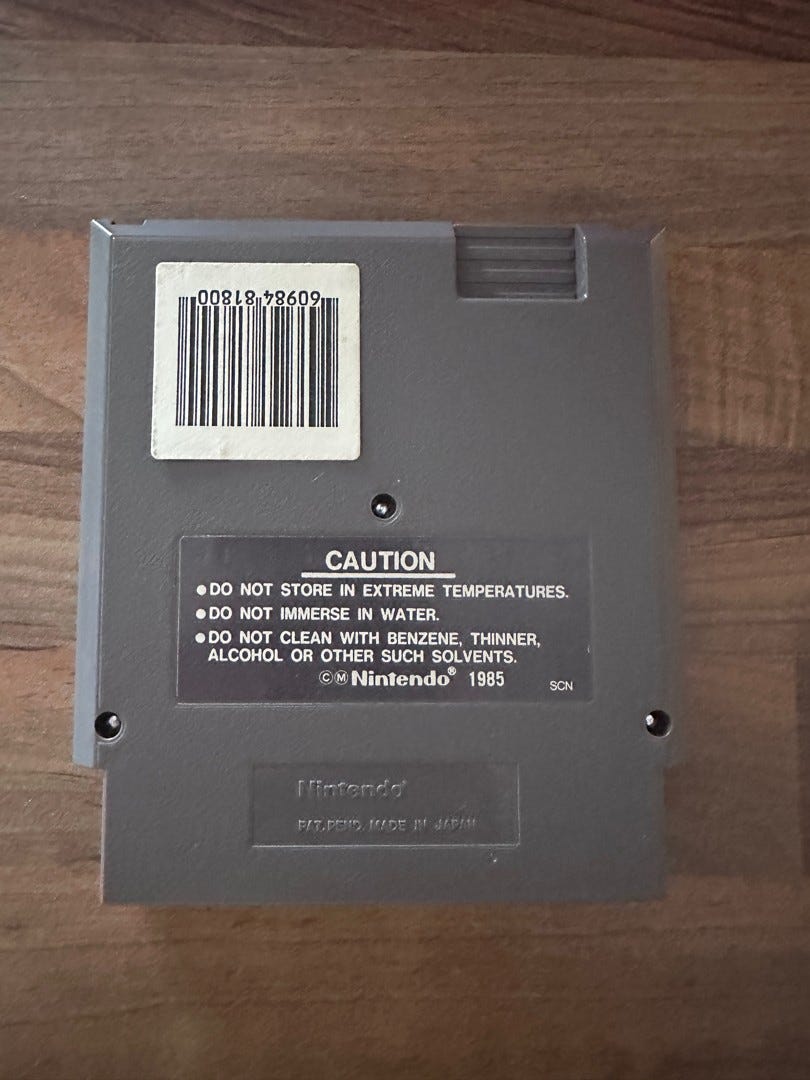 60984 81800
CAUTION
●DO NOT STORE IN EXTREME TEMPERATURES.
●DO NOT IMMERSE IN WATER.
●DO NOT CLEAN WITH BENZENE, THINNER,
ALCOHOL OR OTHER SUCH SOLVENTS.
©Ⓜ Nintendo® 1985
SCN
Nintendo®
PAT. PEND. MADE IN JAPAN